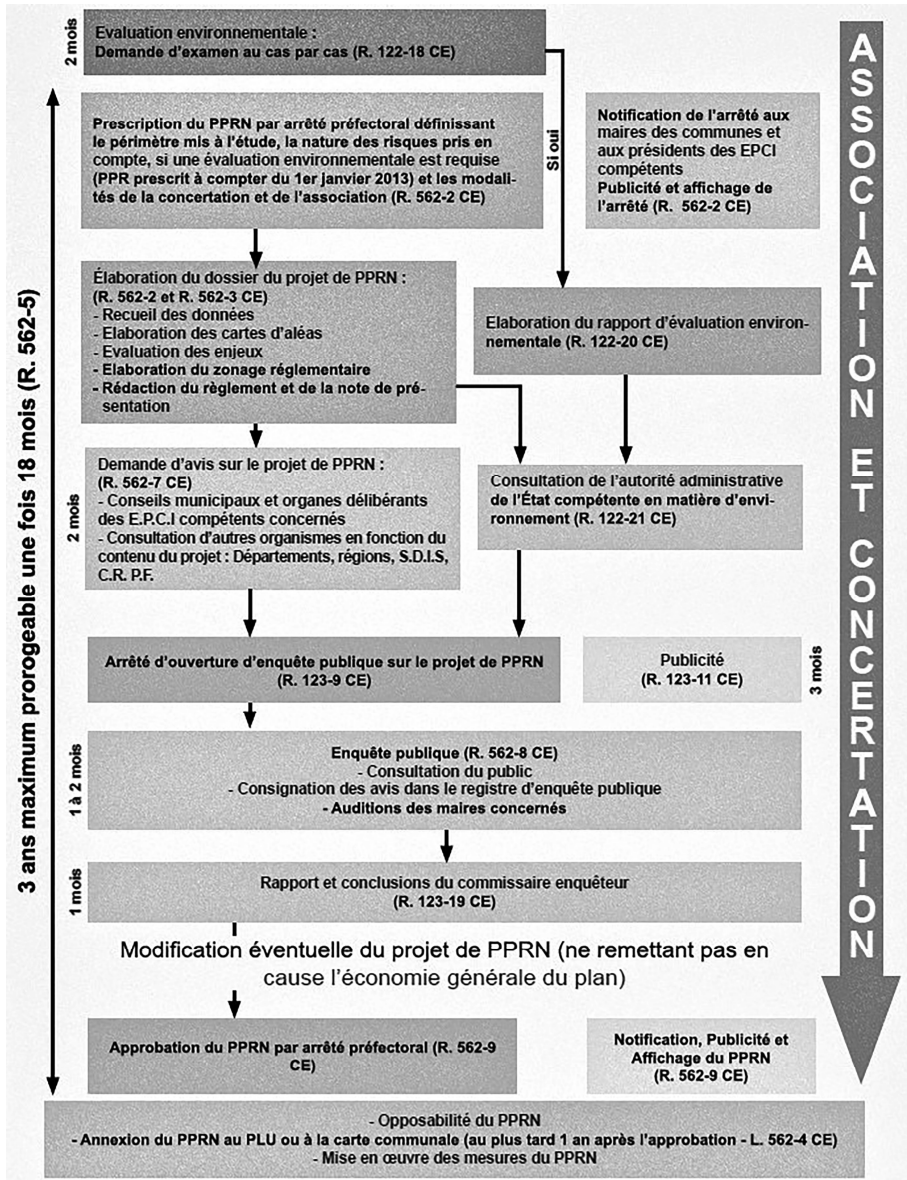 2 mois
Evaluation environnementale :
Demande d'examen au cas par cas (R. 122-18 CE)
Si oui
Prescription du PPRN par arrêté préfectoral définissant
le périmètre mis à l'étude, la nature des risques pris en
compte, si une évaluation environnementale est requise
(PPR prescrit à compter du 1er janvier 2013) et les modali-
tés de la concertation et de l'association (R. 562-2 CE)
Notification de l'arrêté aux
maires des communes et
aux présidents des EPCI
compétents
Publicité et affichage de
l'arrêté (R. 562-2 CE)
3 ans maximum prorogeable une fois 18 mois (R. 562-5)
Élaboration du dossier du projet de PPRN :
(R. 562-2 et R. 562-3 CE)
- Recueil des données
- Elaboration des cartes d'aléas
- Evaluation des enjeux
- Elaboration du zonage réglementaire
- Rédaction du règlement et de la note de pré-
sentation
Elaboration du rapport d'évaluation environ-
nementale (R. 122-20 CE)
2 mois
Demande d'avis sur le projet de PPRN :
(R. 562-7 CE)
- Conseils municipaux et organes délibérants
des E.P.C.I compétents concernés
- Consultation d'autres organismes en fonction du
contenu du projet : Départements, régions, S.D.I.S,
C.R. P.F.
Consultation de l'autorité administrative
de l'État compétente en matière d'envi-
ronnement (R. 122-21 CE)
Arrêté d'ouverture d'enquête publique sur le projet de PPRN
(R. 123-9 CE)
Publicité
(R. 123-11 CE)
3 mois
1 à 2 mois
Enquête publique (R. 562-8 CE)
- Consultation du public
- Consignation des avis dans le registre d'enquête publique
- Auditions des maires concernés
1 mois
Rapport et conclusions du commissaire enquêteur
(R. 123-19 CE)
Modification éventuelle du projet de PPRN (ne remettant pas en
cause l'économie générale du plan)
Approbation du PPRN par arrêté préfectoral (R. 562-9
CE)
Notification, Publicité et
Affichage du PPRN
(R. 562-9 CE)
- Opposabilité du PPRN
- Annexion du PPRN au PLU ou à la carte communale (au plus tard 1 an après l'approbation - L. 562-4 CE)
- Mise en œuvre des mesures du PPRN
ASSOCIATION ET CONCERTATION